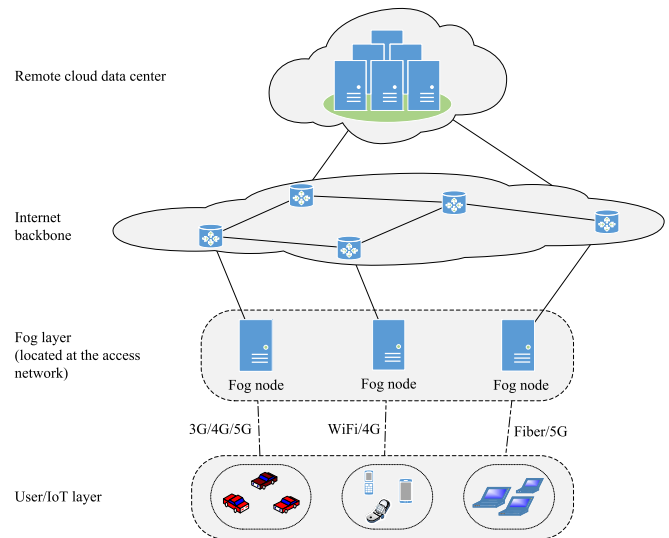 Remote cloud data center
Internet
backbone
Fog layer
(located at the access
network)
Fog node
Fog node
Fog node
3G/4G/5G
WiFi/4G
Fiber/5G
User/IoT layer